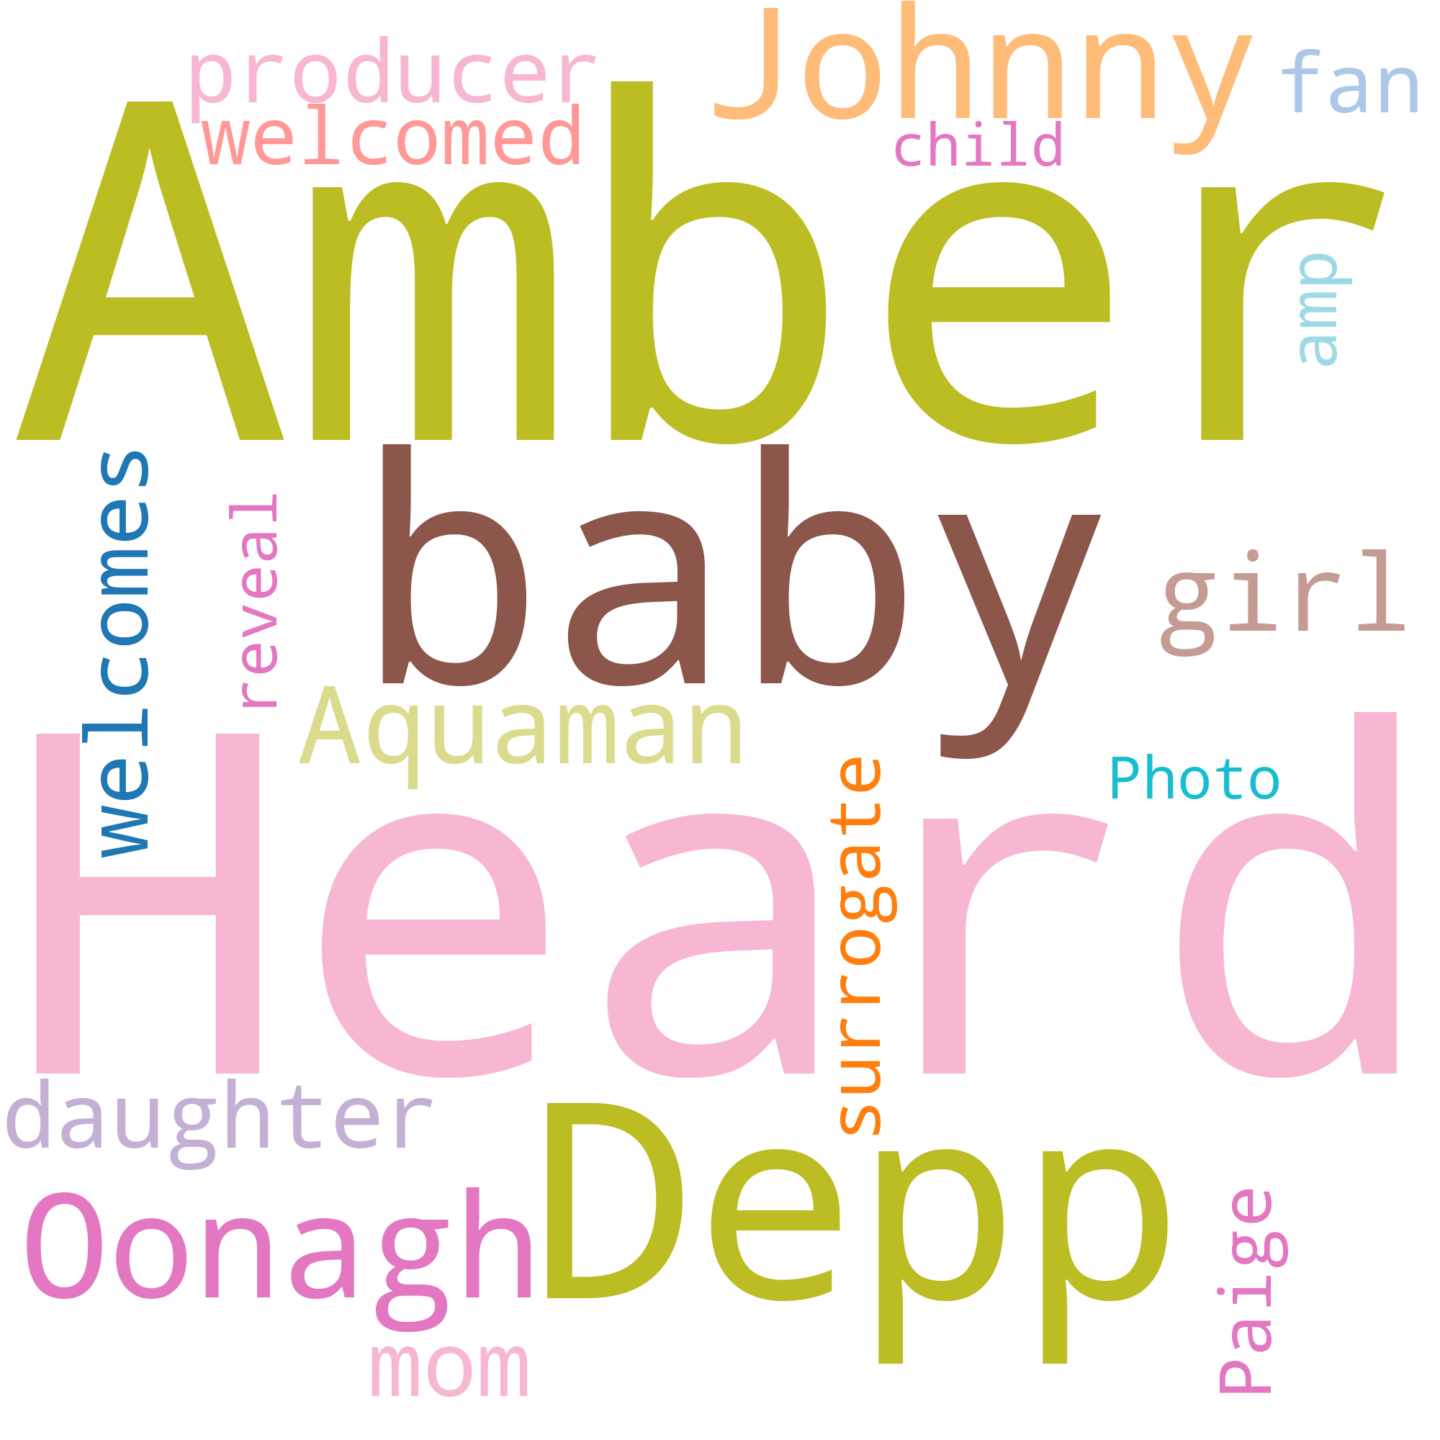 producer
Johnny
fan
welcomed
child
Amber
amp
welcomes
reveal
baby
girl
Aquaman
Heard
surrogate
Photo
daughter
Depp
Oonagh
Paige
mom